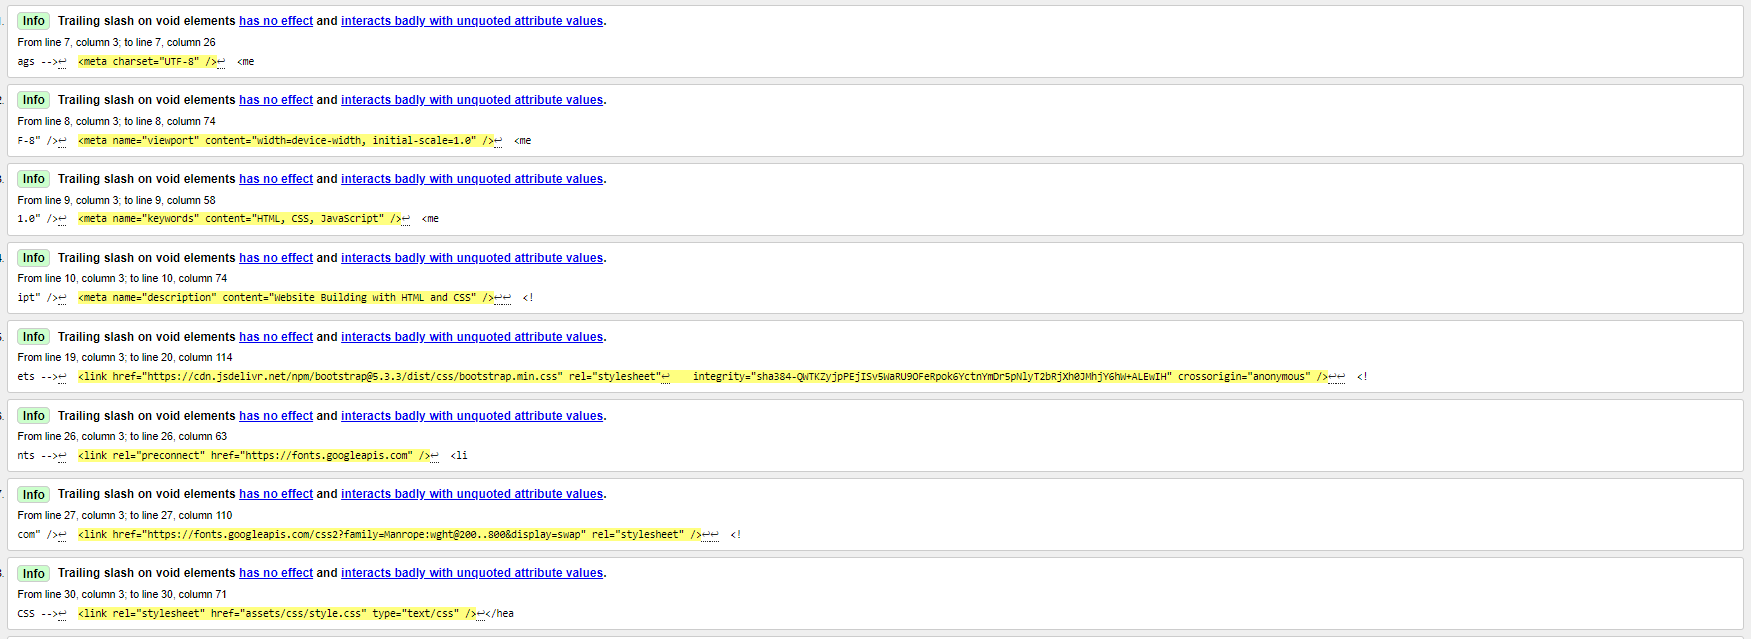 1.
Info Trailing slash on void elements has no effect and interacts badly with unquoted attribute values.
From line 7, column 3; to line 7, column 26
ags -->↩  <meta charset="UTF-8" />↩  <me
2.
Info Trailing slash on void elements has no effect and interacts badly with unquoted attribute values.
From line 8, column 3; to line 8, column 74
F-8" />↩  <meta name="viewport" content="width=device-width, initial-scale=1.0" />↩  <me
3.
Info Trailing slash on void elements has no effect and interacts badly with unquoted attribute values.
From line 9, column 3; to line 9, column 58
1.0" />↩  <meta name="keywords" content="HTML, CSS, JavaScript" />↩  <me
4.
Info Trailing slash on void elements has no effect and interacts badly with unquoted attribute values.
From line 10, column 3; to line 10, column 74
ipt" />↩  <meta name="description" content="Website Building with HTML and CSS" />↩↩  <!
5.
Info Trailing slash on void elements has no effect and interacts badly with unquoted attribute values.
From line 19, column 3; to line 20, column 114
ets -->↩  <link href="https://cdn.jsdelivr.net/npm/bootstrap@5.3.3/dist/css/bootstrap.min.css" rel="stylesheet"↩    integrity="sha384-QWTKZyjpPEjISv5WaRU9OFeRpok6YctnYmDr5pNlyT2bRjXh0JMhjY6hW+ALEwIH" crossorigin="anonymous" />↩↩  <!
6.
Info Trailing slash on void elements has no effect and interacts badly with unquoted attribute values.
From line 26, column 3; to line 26, column 63
nts -->↩  <link rel="preconnect" href="https://fonts.googleapis.com" />↩  <li
7.
Info Trailing slash on void elements has no effect and interacts badly with unquoted attribute values.
From line 27, column 3; to line 27, column 110
com" />↩  <link href="https://fonts.googleapis.com/css2?family=Manrope:wght@200..800&display=swap" rel="stylesheet" />↩↩  <!
8.
Info Trailing slash on void elements has no effect and interacts badly with unquoted attribute values.
From line 30, column 3; to line 30, column 71
CSS -->↩  <link rel="stylesheet" href="assets/css/style.css" type="text/css" />↩</hea